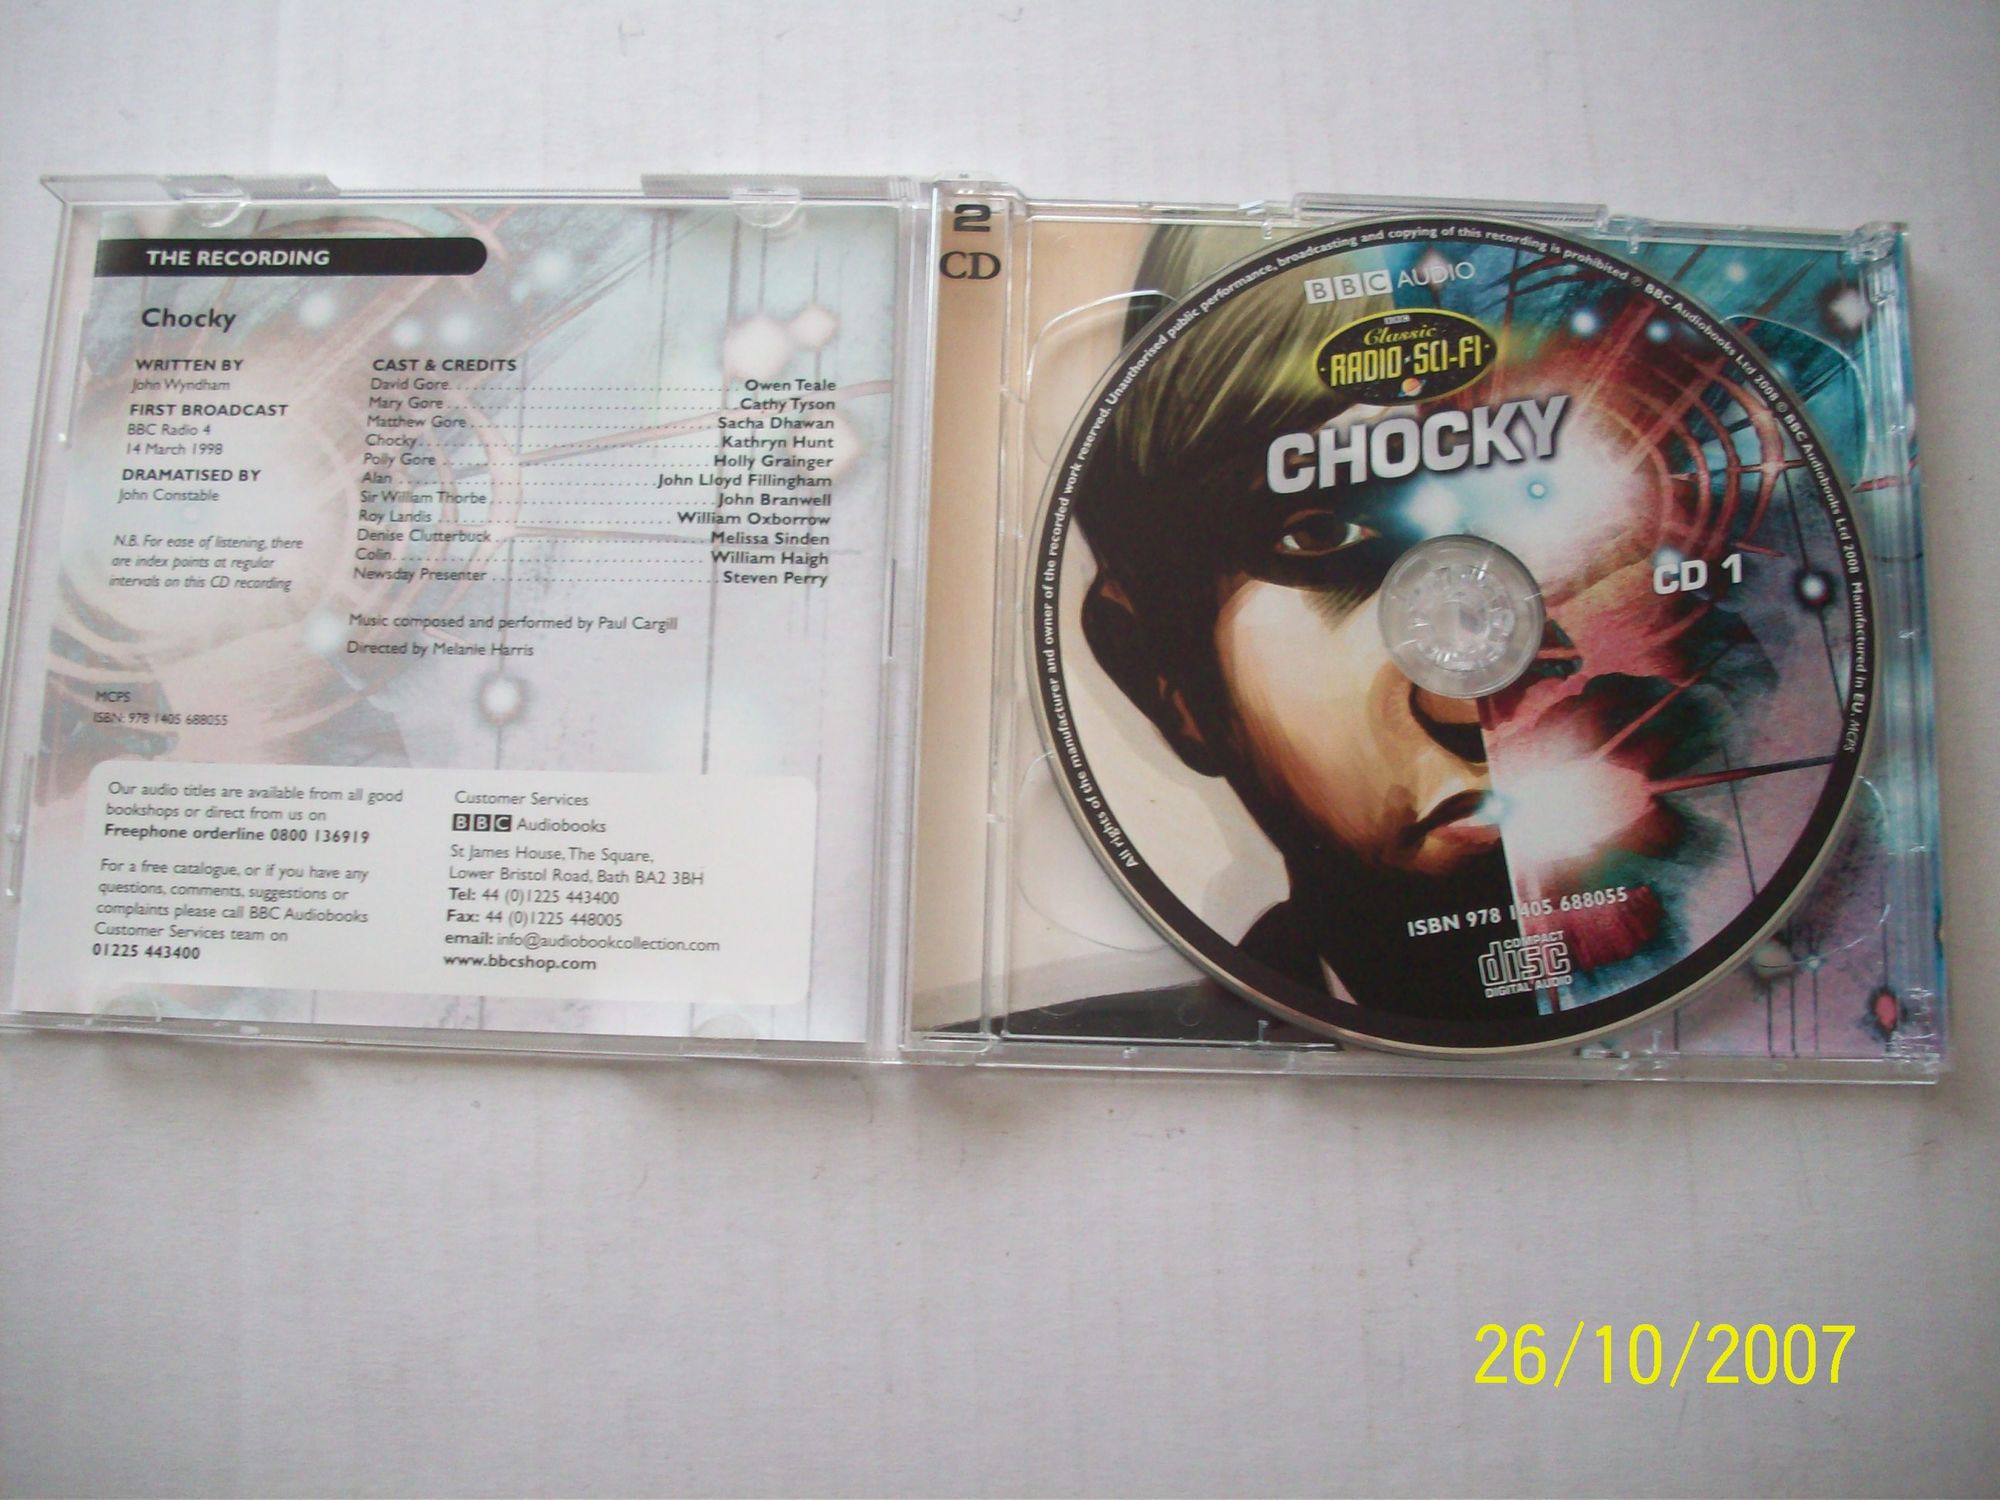 THE RECORDING
Chocky
WRITTEN BY
John Wyndham
FIRST BROADCAST
BBC Radio 4
14 March 1998
DRAMATISED BY
John Constable
N.B. For ease of listening, there
are index points at regular
intervals on this CD recording
CAST & CREDITS
David Gore Owen Teale
Mary Gore Cathy Tyson
Matthew Gore Sacha Dhawan
Chocky Kathryn Hunt
Polly Gore Holly Grainger
Alan John Lloyd Fillingham
Sir William Thorbe John Branwell
Roy Landis William Oxborrow
Denise Clutterbuck Melissa Sinden
Colin William Haigh
Newsday Presenter Steven Perry
Music composed and performed by Paul Cargill
Directed by Melanie Harris
MCPS
ISBN: 978 1405 688055
Our audio titles are available from all good
bookshops or direct from us on
Freephone orderline 0800 136919
For a free catalogue, or if you have any
questions, comments, suggestions or
complaints please call BBC Audiobooks
Customer Services team on
01225 443400
Customer Services
BBC Audiobooks
St James House, The Square,
Lower Bristol Road, Bath BA2 3BH
Tel: 44 (0)1225 443400
Fax: 44 (0)1225 448005
email: info@audiobookcollection.com
www.bbcshop.com
2
CD
All rights of the manufacturer and owner of the recorded work reserved. Unauthorised public performance, broadcasting and copying of this recording is prohibited ℗ BBC Audiobooks Ltd 2008 © BBC Audiobooks Ltd 2008 Manufactured in EU. MCPS
BBC AUDIO
BBC
Classic
RADIO·SCI-FI
CHOCKY
CD 1
ISBN 978 1405 688055
COMPACT
disc
DIGITAL AUDIO
26/10/2007